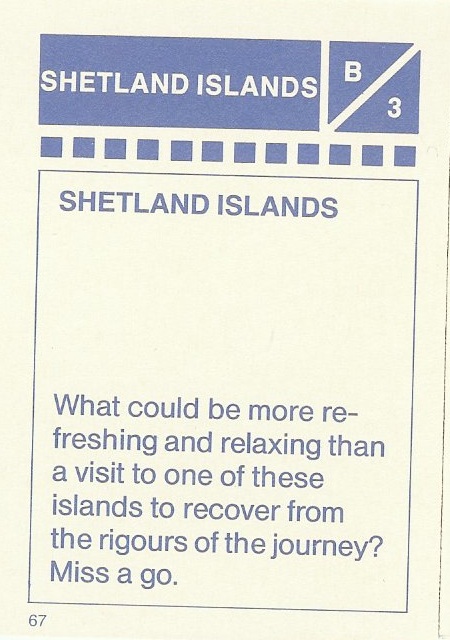 SHETLAND ISLANDS
B
3
SHETLAND ISLANDS
What could be more re-
freshing and relaxing than
a visit to one of these
islands to recover from
the rigours of the journey?
Miss a go.
67